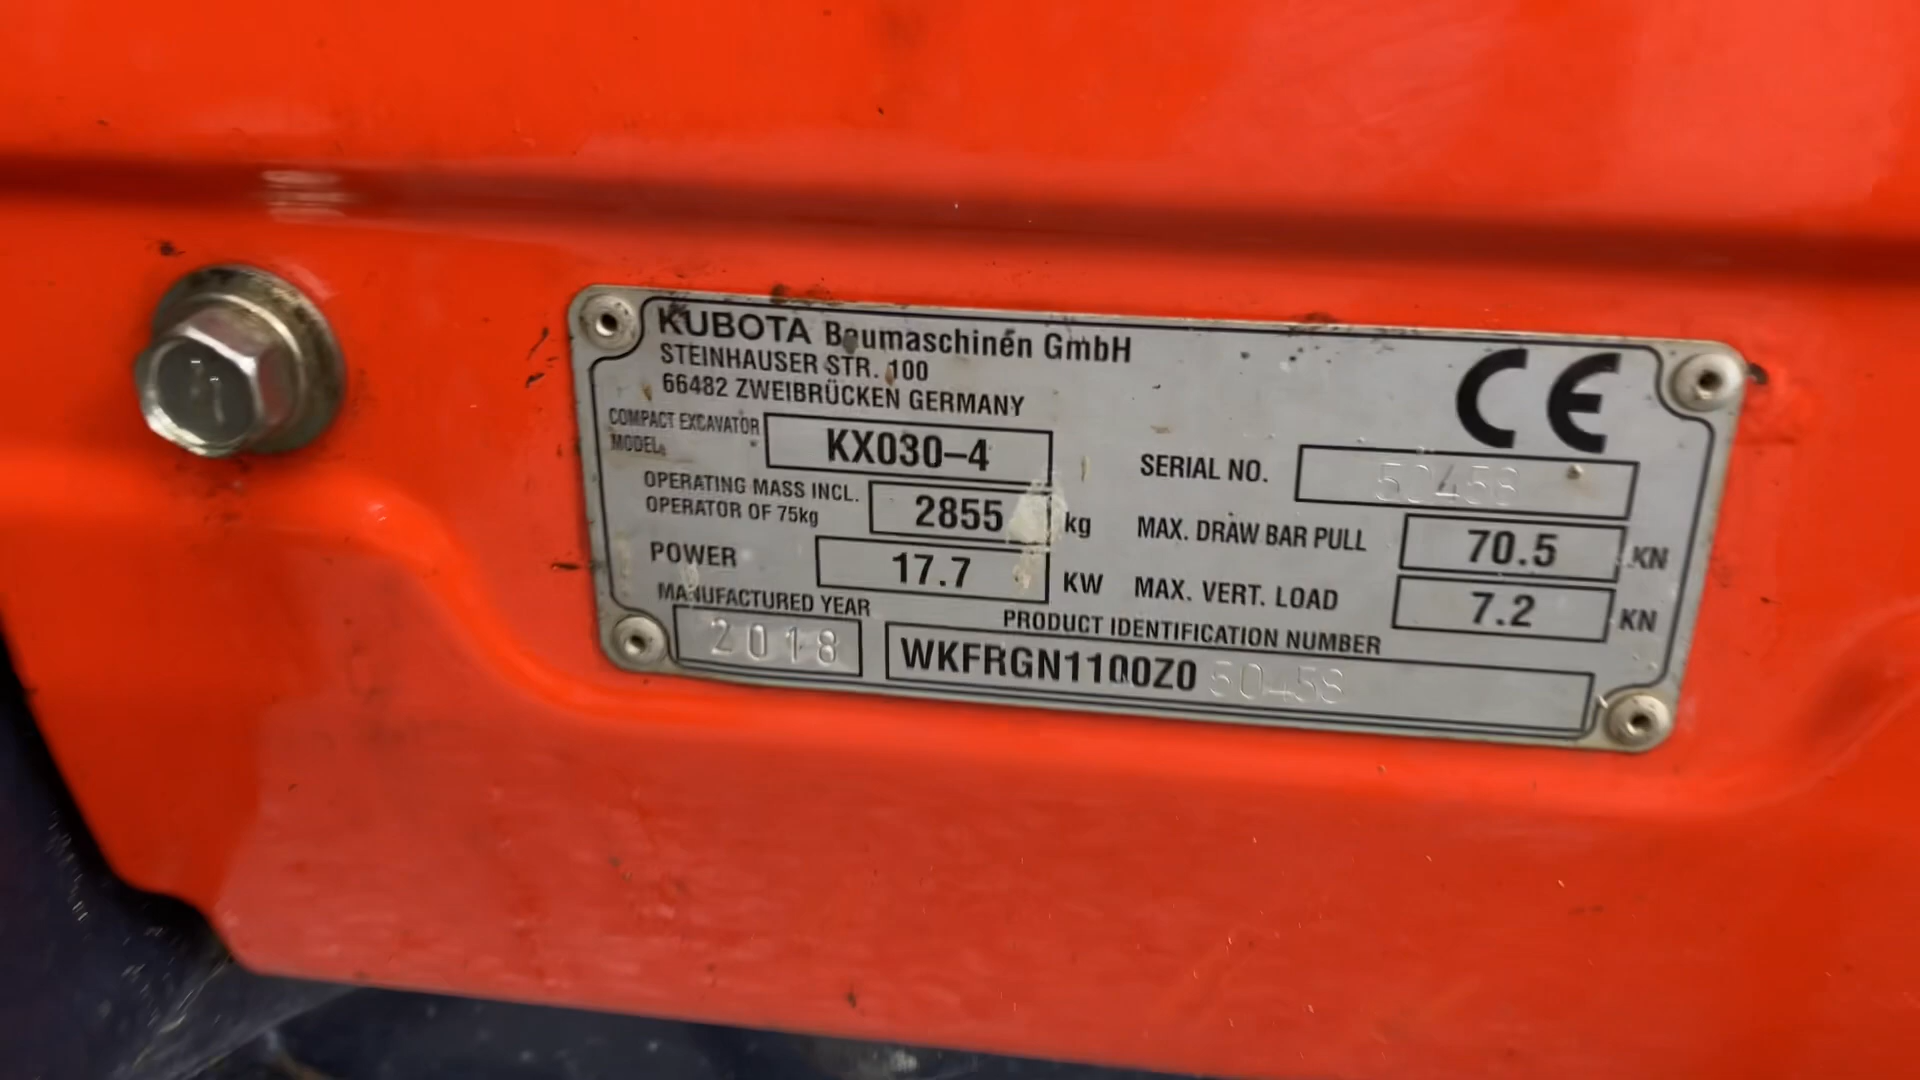 KUBOTA Baumaschinen GmbH
STEINHAUSER STR. 100
66482 ZWEIBRÜCKEN GERMANY
CE
COMPACT EXCAVATOR
MODEL KX030-4
SERIAL NO. 50458
OPERATING MASS INCL.
OPERATOR OF 75kg 2855 kg
MAX. DRAW BAR PULL 70.5 KN
POWER 17.7 KW
MAX. VERT. LOAD 7.2 KN
MANUFACTURED YEAR
2018
PRODUCT IDENTIFICATION NUMBER
WKFRGN1100Z0 50458